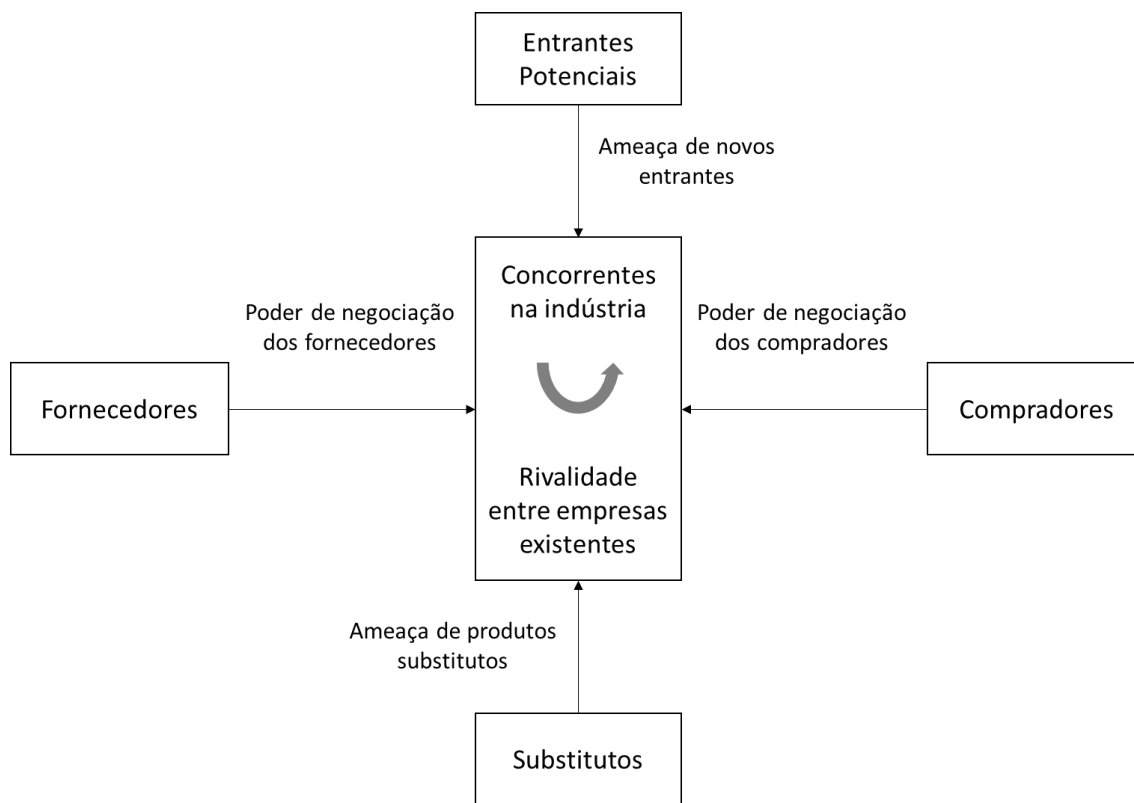 Entrantes
Potenciais
Ameaça de novos
entrantes
Concorrentes
na indústria
Poder de negociação
dos fornecedores
Poder de negociação
dos compradores
Fornecedores
Compradores
Rivalidade
entre empresas
existentes
Ameaça de produtos
substitutos
Substitutos